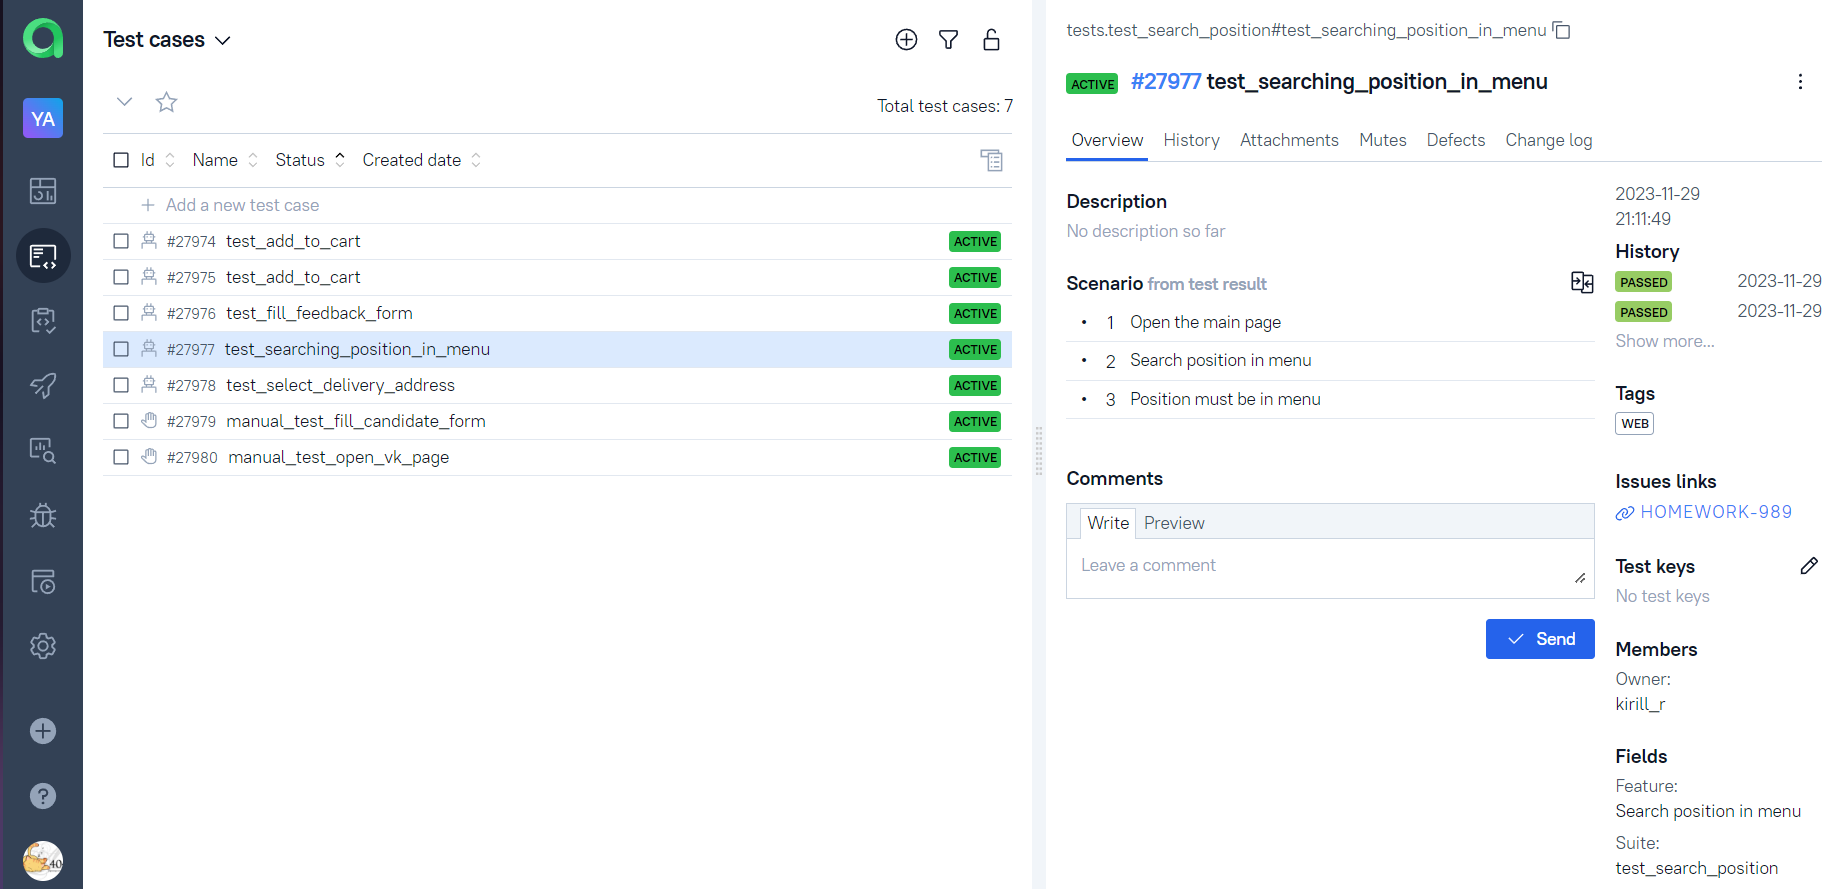 YA
Test cases
Total test cases: 7
Id Name Status Created date
Add a new test case
#27974 test_add_to_cart ACTIVE
#27975 test_add_to_cart ACTIVE
#27976 test_fill_feedback_form ACTIVE
#27977 test_searching_position_in_menu ACTIVE
#27978 test_select_delivery_address ACTIVE
#27979 manual_test_fill_candidate_form ACTIVE
#27980 manual_test_open_vk_page ACTIVE
tests.test_search_position#test_searching_position_in_menu
ACTIVE #27977 test_searching_position_in_menu
Overview History Attachments Mutes Defects Change log
Description
No description so far
Scenario from test result
• 1 Open the main page
• 2 Search position in menu
• 3 Position must be in menu
Comments
Write Preview
Leave a comment
Send
2023-11-29
21:11:49
History
PASSED 2023-11-29
PASSED 2023-11-29
Show more...
Tags
WEB
Issues links
HOMEWORK-989
Test keys
No test keys
Members
Owner:
kirill_r
Fields
Feature:
Search position in menu
Suite:
test_search_position
?
40